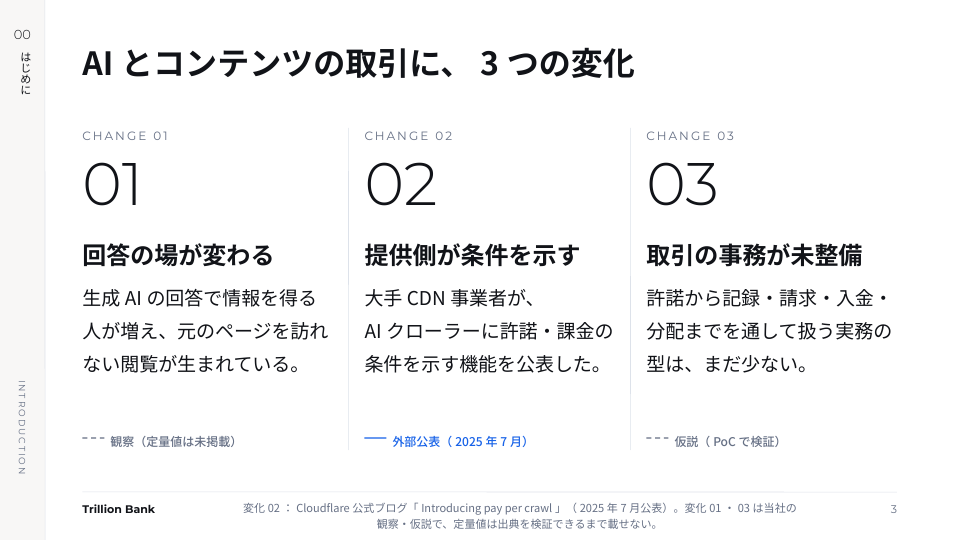 00
はじめに
INTRODUCTION
AI とコンテンツの取引に、 3 つの変化
CHANGE 01
01
回答の場が変わる
生成 AI の回答で情報を得る
人が増え、元のページを訪れ
ない閲覧が生まれている。
観察（定量値は未掲載）
CHANGE 02
02
提供側が条件を示す
大手 CDN 事業者が、
AI クローラーに許諾・課金の
条件を示す機能を公表した。
外部公表（ 2025 年 7 月）
CHANGE 03
03
取引の事務が未整備
許諾から記録・請求・入金・
分配までを通して扱う実務の
型は、まだ少ない。
仮説（ PoC で検証）
Trillion Bank
変化 02 ： Cloudflare 公式ブログ「 Introducing pay per crawl 」（ 2025 年 7 月公表）。変化 01 ・ 03 は当社の
観察・仮説で、定量値は出典を検証できるまで載せない。
3